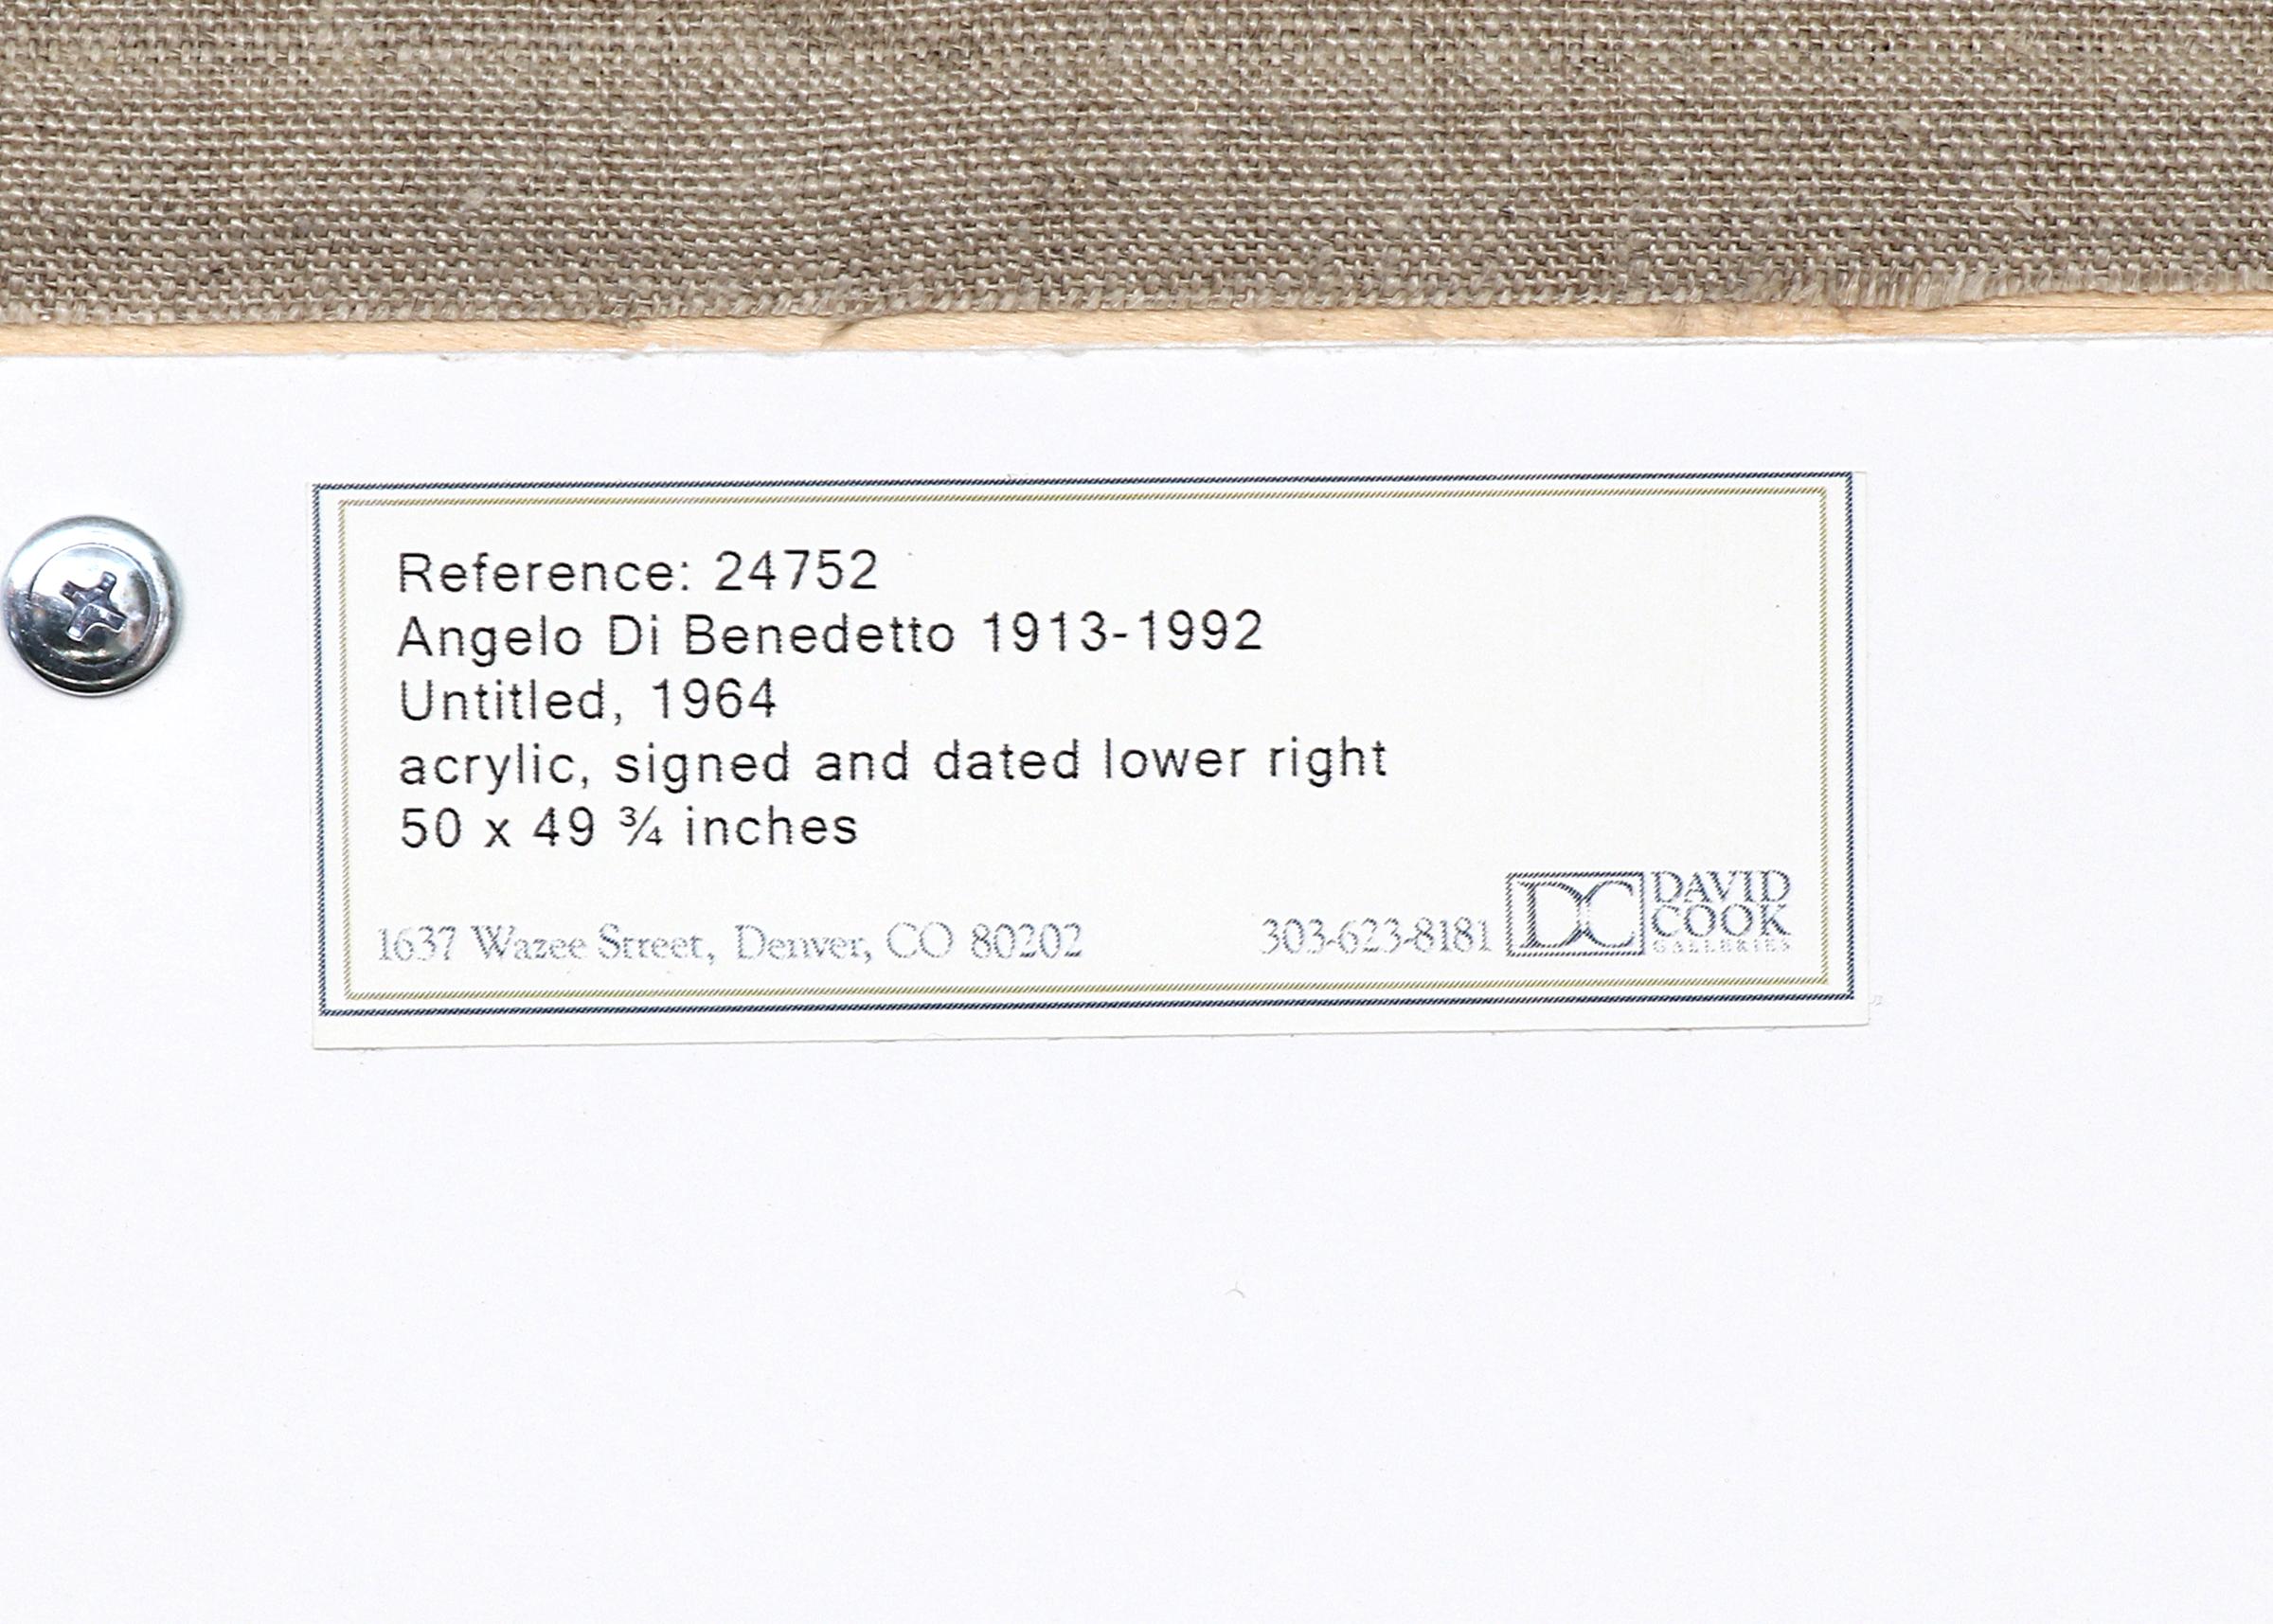 Reference: 24752
Angelo Di Benedetto 1913-1992
Untitled, 1964
acrylic, signed and dated lower right
50 x 49 ¾ inches
1637 Wazee Street, Denver, CO 80202
303-623-8181
DC
DAVID
COOK
GALLERIES